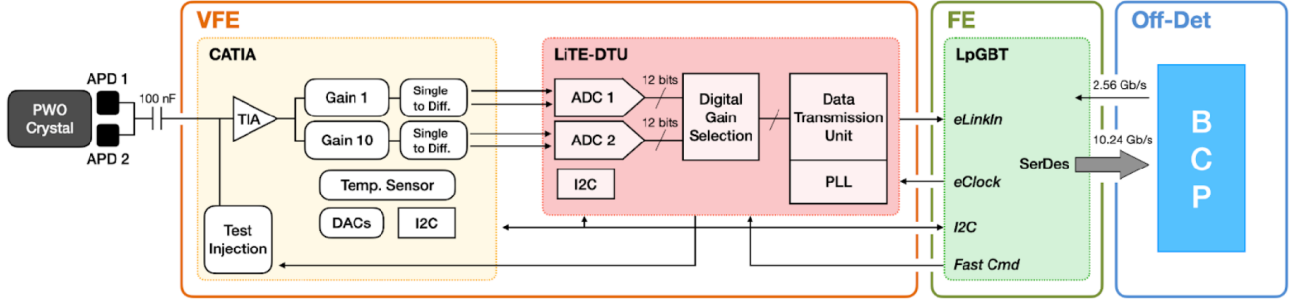 VFE
FE
Off-Det
CATIA
LiTE-DTU
LpGBT
APD 1
PWO
Crystal
APD 2
100 nF
TIA
Gain 1
Single
to Diff.
Gain 10
Single
to Diff.
Temp. Sensor
DACs
I2C
Test
Injection
ADC 1
12 bits
ADC 2
12 bits
I2C
Digital
Gain
Selection
Data
Transmission
Unit
PLL
eLinkIn
SerDes
eClock
I2C
Fast Cmd
2.56 Gb/s
10.24 Gb/s
B
C
P